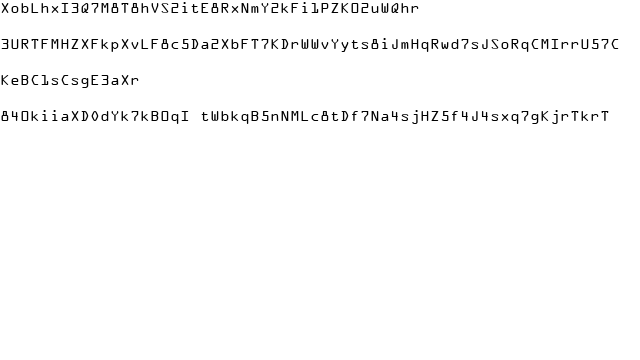 XobLhxI3Q7M8T8hVS2itE8RxNmY2kFi1PZKO2uWQhr
3URTFMHZXFkpXvLF8c5Da2XbFT7KDrWWvYyts8iJmHqRwd7sJSoRqCMIrrU57C
KeBC1sCsgE3aXr
84OkiiaXD0dYk7kBOqI tWbkqB5nNMLc8tDf7Na4sjHZ5f4J4sxq7gKjrTkrT